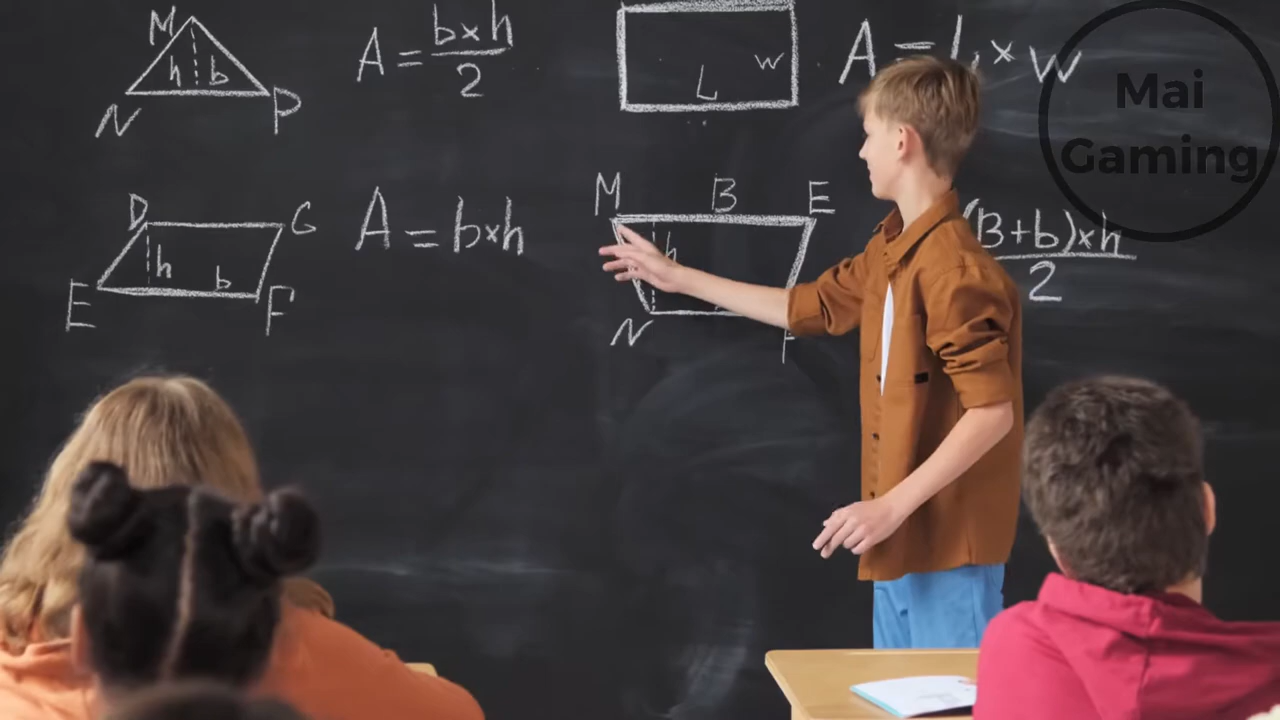 M
h b
N P
A = b×h
2
L w
A = L × w
Mai
Gaming
D G
h b
E F
A = b×h
M B E
h
N
(B+b)×h
2